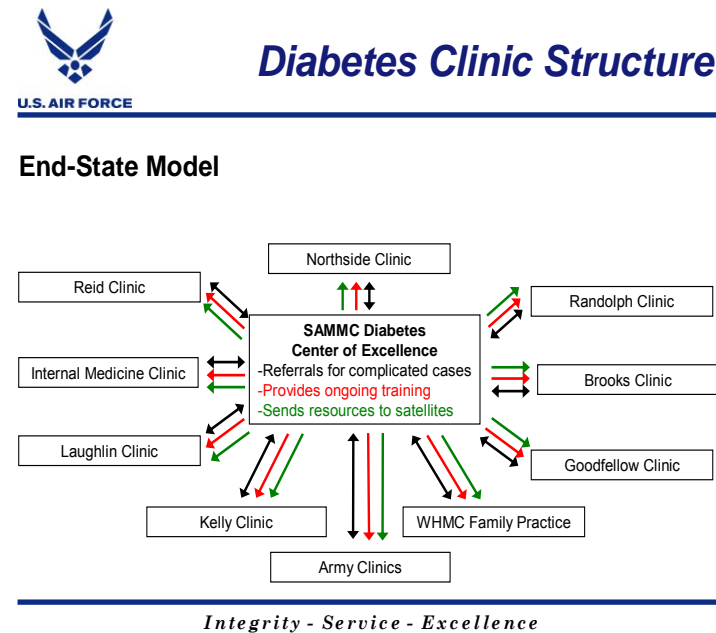 U.S. AIR FORCE
Diabetes Clinic Structure
End-State Model
Northside Clinic
Reid Clinic
Randolph Clinic
SAMMC Diabetes
Center of Excellence
-Referrals for complicated cases
-Provides ongoing training
-Sends resources to satellites
Internal Medicine Clinic
Brooks Clinic
Laughlin Clinic
Goodfellow Clinic
Kelly Clinic
WHMC Family Practice
Army Clinics
Integrity - Service - Excellence